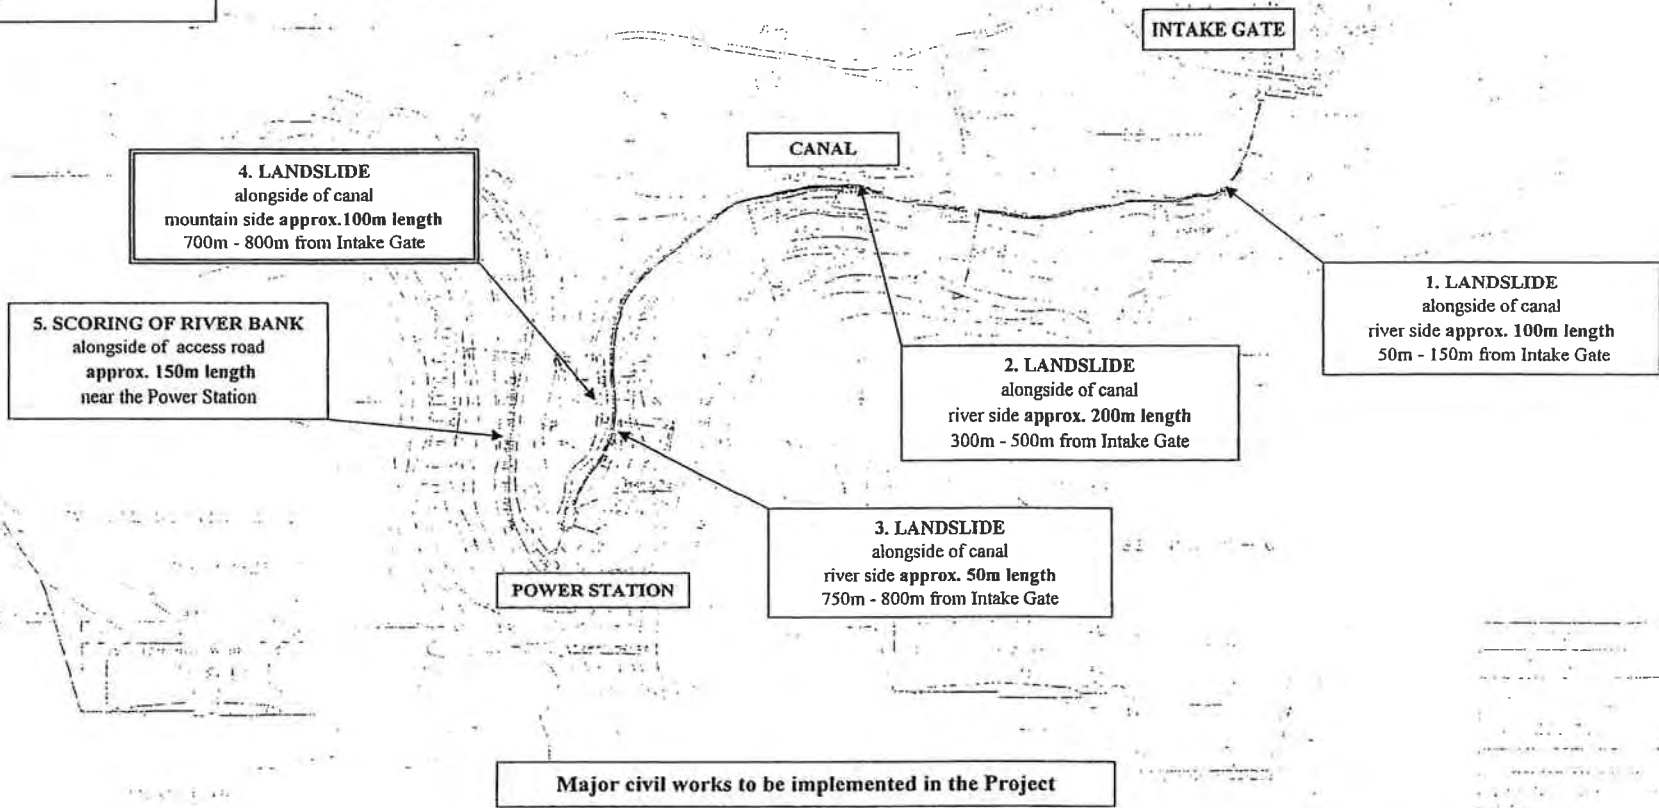 INTAKE GATE
CANAL
4. LANDSLIDE
alongside of canal
mountain side approx.100m length
700m - 800m from Intake Gate
1. LANDSLIDE
alongside of canal
river side approx. 100m length
50m - 150m from Intake Gate
5. SCORING OF RIVER BANK
alongside of access road
approx. 150m length
near the Power Station
2. LANDSLIDE
alongside of canal
river side approx. 200m length
300m - 500m from Intake Gate
3. LANDSLIDE
alongside of canal
river side approx. 50m length
750m - 800m from Intake Gate
POWER STATION
Major civil works to be implemented in the Project